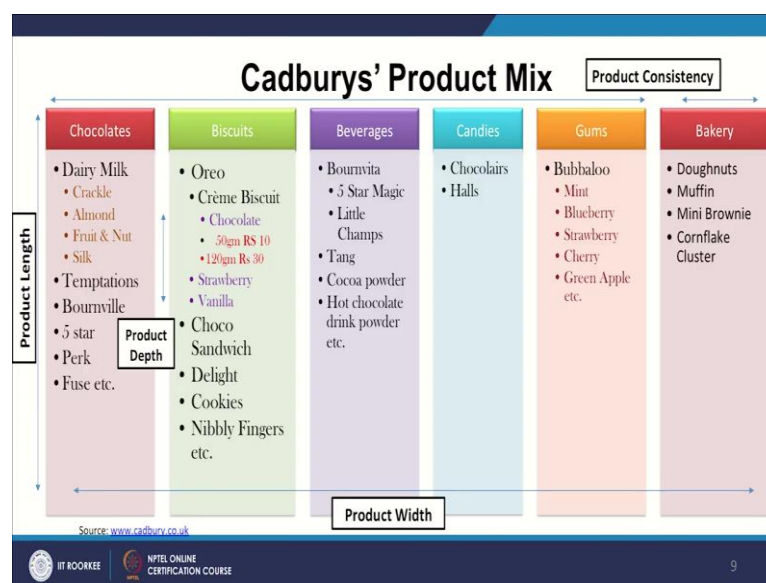 Cadburys’ Product Mix
Product Consistency
Chocolates
• Dairy Milk
• Crackle
• Almond
• Fruit & Nut
• Silk
• Temptations
• Bournville
• 5 star
• Perk
• Fuse etc.
Biscuits
• Oreo
• Crème Biscuit
• Chocolate
• 50gm RS 10
• 120gm Rs 30
• Strawberry
• Vanilla
• Choco
Sandwich
• Delight
• Cookies
• Nibbly Fingers
etc.
Beverages
• Bournvita
• 5 Star Magic
• Little
Champs
• Tang
• Cocoa powder
• Hot chocolate
drink powder
etc.
Candies
• Choclairs
• Halls
Gums
• Bubbaloo
• Mint
• Blueberry
• Strawberry
• Cherry
• Green Apple
etc.
Bakery
• Doughnuts
• Muffin
• Mini Brownie
• Cornflake
Cluster
Product Length
Product
Depth
Product Width
Source: www.cadbury.co.uk
IIT ROORKEE
NPTEL ONLINE
CERTIFICATION COURSE
9